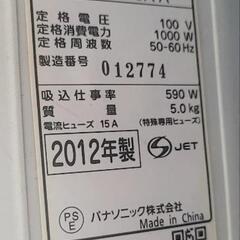 定格電圧 100 V
定格消費電力 1000 W
定格周波数 50-60 Hz
製造番号 012774
吸込仕事率 590 W
質量 5.0 kg
電流ヒューズ 15A (特殊専用ヒューズ)
2012年製 S JET
PS E
パナソニック株式会社
Made in China